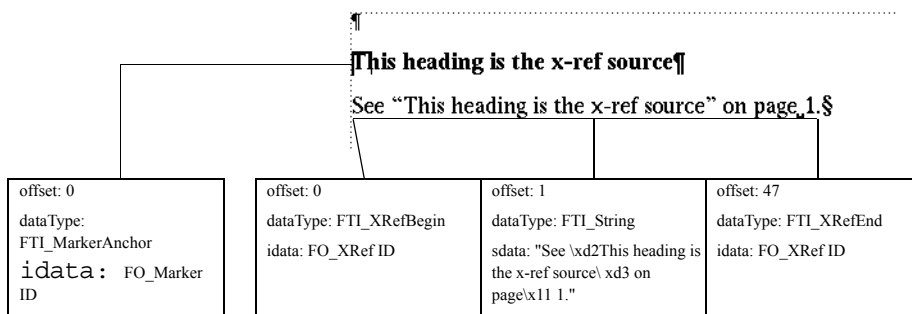 ¶
This heading is the x-ref source¶
See “This heading is the x-ref source” on page 1.§
offset: 0
dataType:
FTI_MarkerAnchor
idata: FO_Marker
ID
offset: 0
dataType: FTI_XRefBegin
idata: FO_XRef ID
offset: 1
dataType: FTI_String
sdata: "See \xd2This heading is
the x-ref source\ xd3 on
page\x11 1."
offset: 47
dataType: FTI_XRefEnd
idata: FO_XRef ID